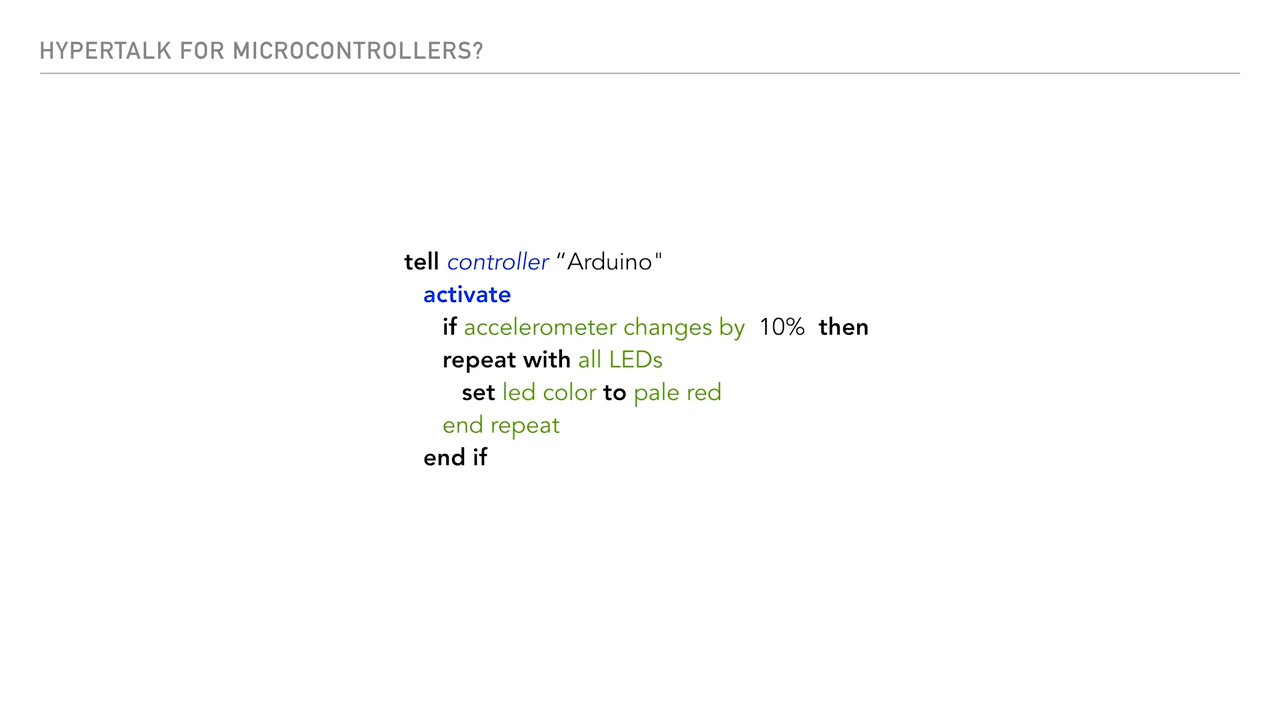 HYPERTALK FOR MICROCONTROLLERS?
tell controller “Arduino"
activate
if accelerometer changes by 10% then
repeat with all LEDs
set led color to pale red
end repeat
end if